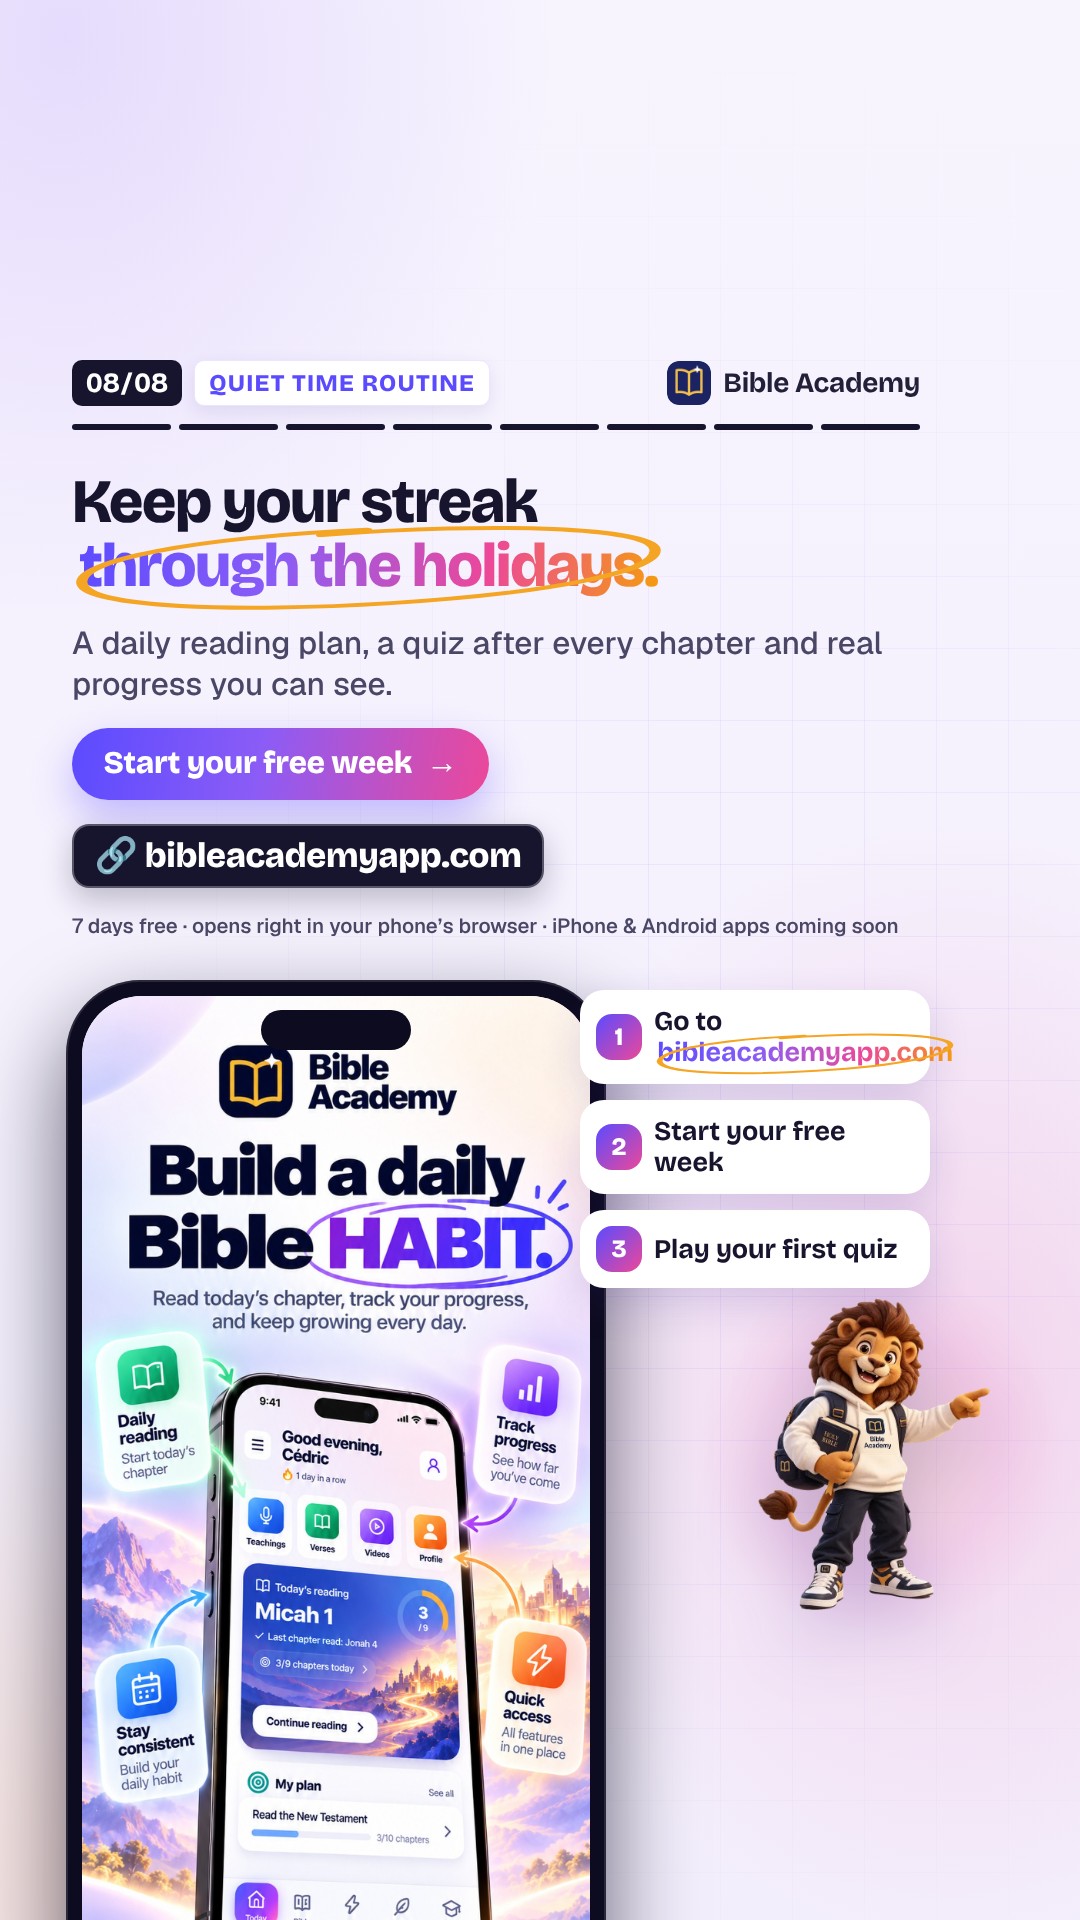 08/08
QUIET TIME ROUTINE
Bible Academy
Keep your streak
through the holidays.
A daily reading plan, a quiz after every chapter and real
progress you can see.
Start your free week →
bibleacademyapp.com
7 days free · opens right in your phone’s browser · iPhone & Android apps coming soon
1
Go to
bibleacademyapp.com
2
Start your free
week
3
Play your first quiz
Bible
Academy
Build a daily
Bible HABIT.
Read today’s chapter, track your progress,
and keep growing every day.
Daily
reading
Start today’s
chapter
Track
progress
See how far
you’ve come
9:41
Good evening,
Cédric
1 day in a row
Teachings
Verses
Videos
Profile
Today’s reading
Micah 1
3
/ 9
Last chapter read: Jonah 4
3/9 chapters today
Continue reading
Stay
consistent
Build your
daily habit
Quick
access
All features
in one place
My plan
See all
Read the New Testament
3/10 chapters
Today
HOLY
BIBLE
Bible
Academy